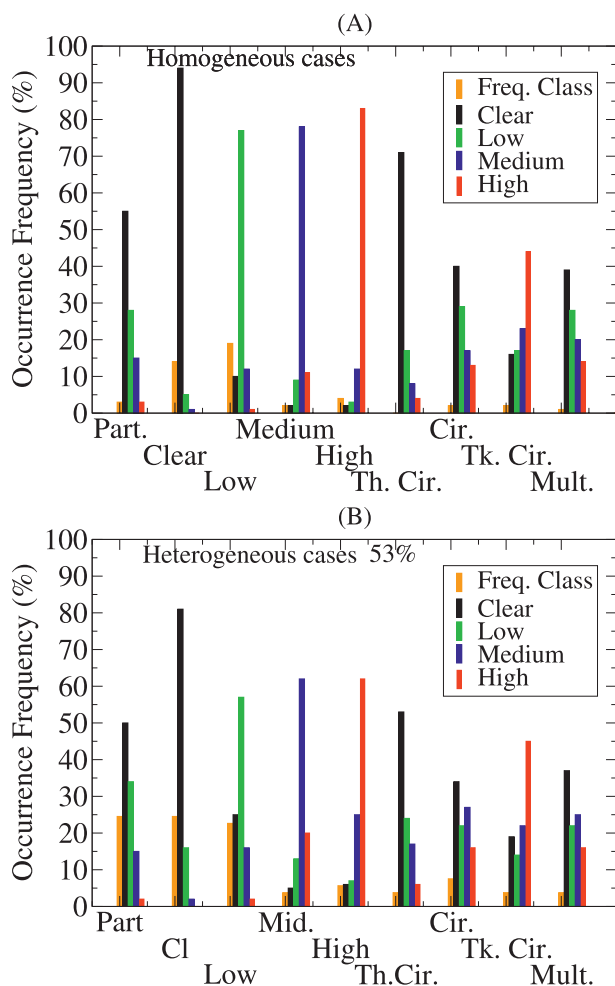 (A)
Homogeneous cases
Occurrence Frequency (%)
100
90
80
70
60
50
40
30
20
10
0
Freq. Class
Clear
Low
Medium
High
Part.
Medium
Cir.
Clear
High
Tk. Cir.
Low
Th. Cir.
Mult.
(B)
Heterogeneous cases 53%
Occurrence Frequency (%)
100
90
80
70
60
50
40
30
20
10
0
Freq. Class
Clear
Low
Medium
High
Part
Mid.
Cir.
Cl
High
Tk. Cir.
Low
Th.Cir.
Mult.